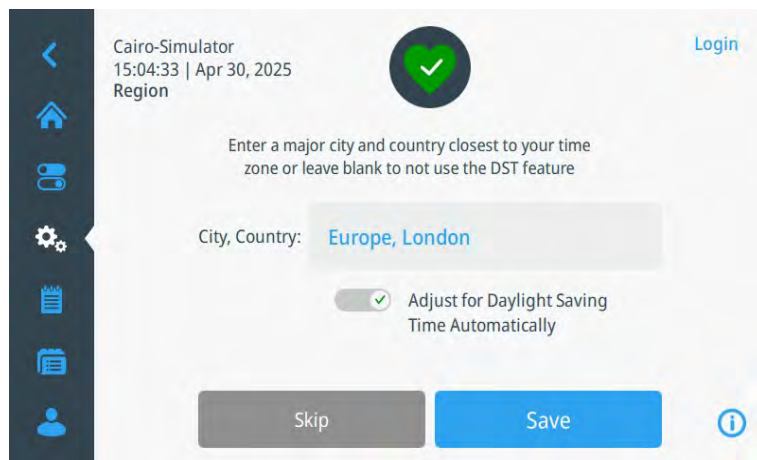 Cairo-Simulator
15:04:33 | Apr 30, 2025
Region
Login
Enter a major city and country closest to your time
zone or leave blank to not use the DST feature
City, Country:
Europe, London
Adjust for Daylight Saving
Time Automatically
Skip
Save